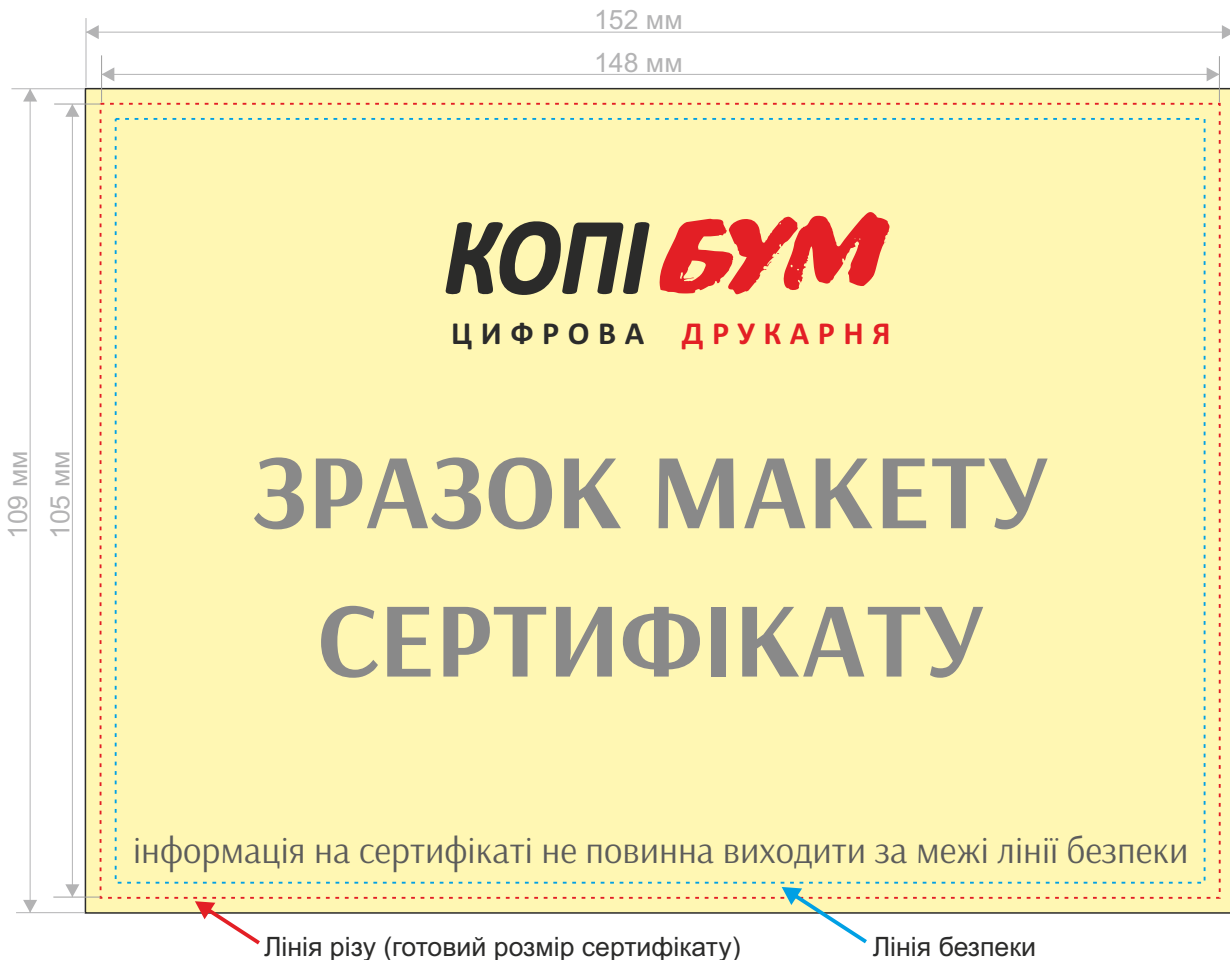 152 мм
148 мм
109 мм
105 мм
КОПІ БУМ
ЦИФРОВА ДРУКАРНЯ
ЗРАЗОК МАКЕТУ
СЕРТИФІКАТУ
інформація на сертифікаті не повинна виходити за межі лінії безпеки
Лінія різу (готовий розмір сертифікату)
Лінія безпеки